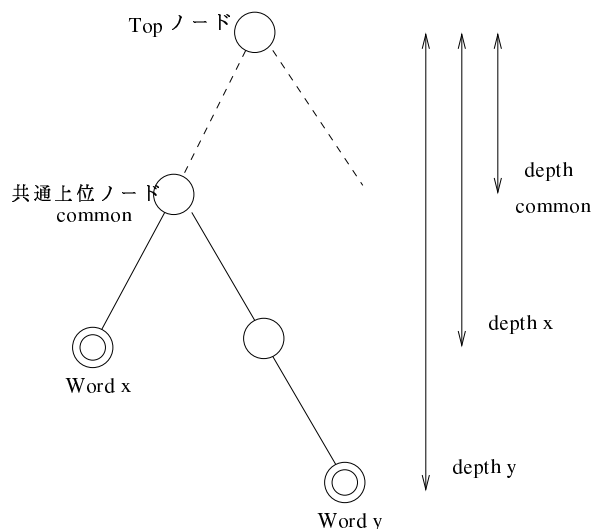 Top ノード
共通上位ノード
common
depth
common
depth x
Word x
depth y
Word y